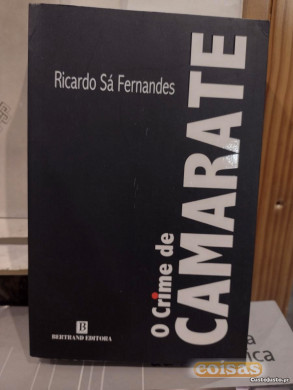 Ricardo Sá Fernandes
O Crime de
CAMARATE
B
BERTRAND EDITORA
coisas